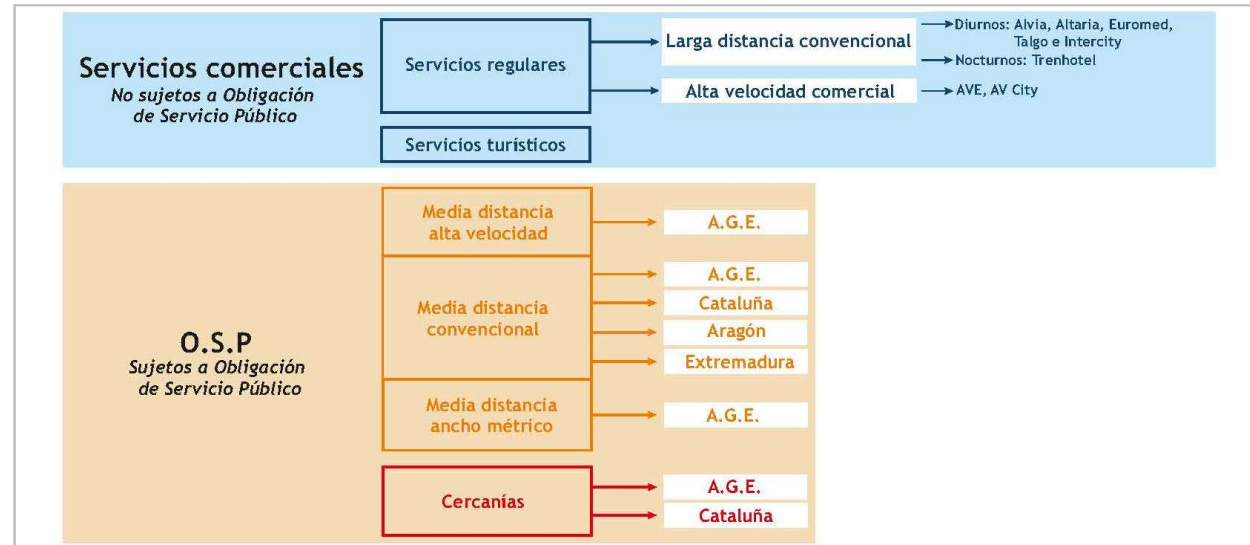 Servicios comerciales
No sujetos a Obligación
de Servicio Público
Servicios regulares
Larga distancia convencional
Diurnos: Alvia, Altaria, Euromed,
Talgo e Intercity
Nocturnos: Trenhotel
Alta velocidad comercial
AVE, AV City
Servicios turísticos
O.S.P
Sujetos a Obligación
de Servicio Público
Media distancia
alta velocidad
A.G.E.
Media distancia
convencional
A.G.E.
Cataluña
Aragón
Extremadura
Media distancia
ancho métrico
A.G.E.
Cercanías
A.G.E.
Cataluña